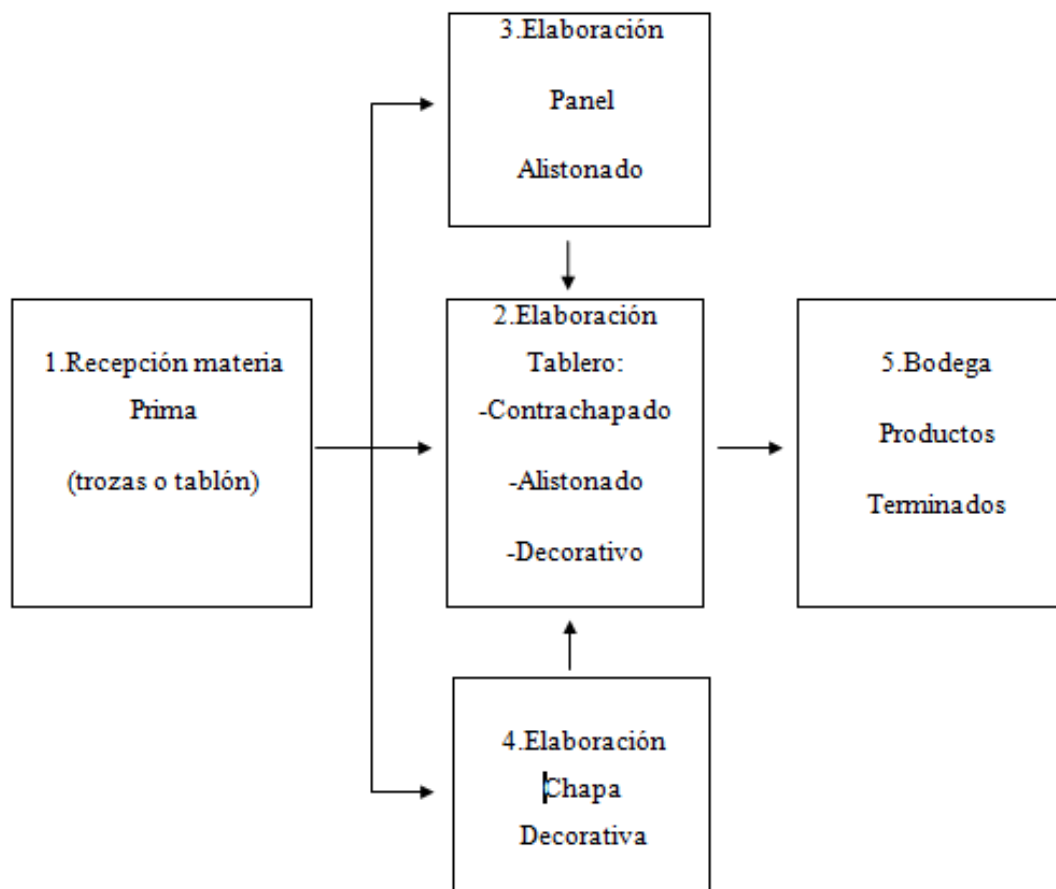 3.Elaboración
Panel
Alistonado
1.Recepción materia
Prima
(trozas o tablón)
2.Elaboración
Tablero:
-Contrachapado
-Alistonado
-Decorativo
5.Bodega
Productos
Terminados
4.Elaboración
Chapa
Decorativa